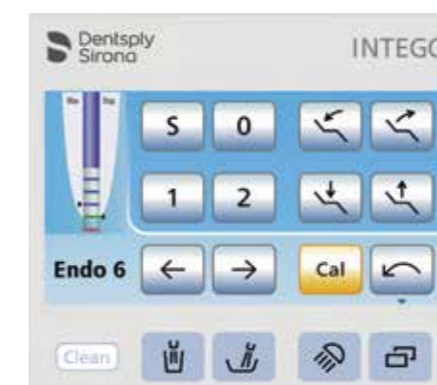 Dentsply
Sirona
INTEGO
S 0
1 2
Endo 6 Cal
Clean